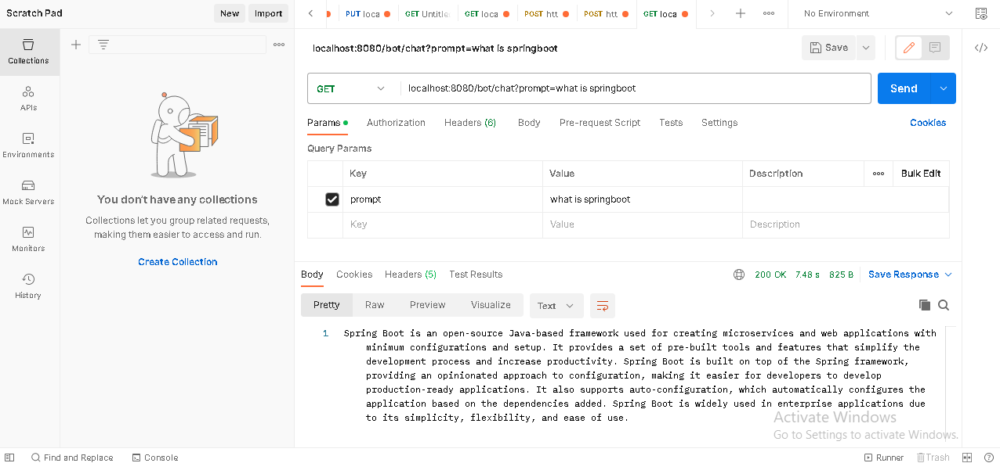 Scratch Pad
New
Import
PUT loca
GET Untitle
GET loca
POST htt
POST htt
GET loca
No Environment
Collections
APIs
Environments
Mock Servers
Monitors
History
You don't have any collections
Collections let you group related requests,
making them easier to access and run.
Create Collection
localhost:8080/bot/chat?prompt=what is springboot
Save
GET
localhost:8080/bot/chat?prompt=what is springboot
Send
Params
Authorization
Headers (6)
Body
Pre-request Script
Tests
Settings
Cookies
Query Params
Key
Value
Description
Bulk Edit
prompt
what is springboot
Key
Value
Description
Body
Cookies
Headers (5)
Test Results
200 OK
7.48 s
825 B
Save Response
Pretty
Raw
Preview
Visualize
Text
1
Spring Boot is an open-source Java-based framework used for creating microservices and web applications with
minimum configurations and setup. It provides a set of pre-built tools and features that simplify the
development process and increase productivity. Spring Boot is built on top of the Spring framework,
providing an opinionated approach to configuration, making it easier for developers to develop
production-ready applications. It also supports auto-configuration, which automatically configures the
application based on the dependencies added. Spring Boot is widely used in enterprise applications due
to its simplicity, flexibility, and ease of use.
Activate Windows
Go to Settings to activate Windows.
Find and Replace
Console
Runner
Trash